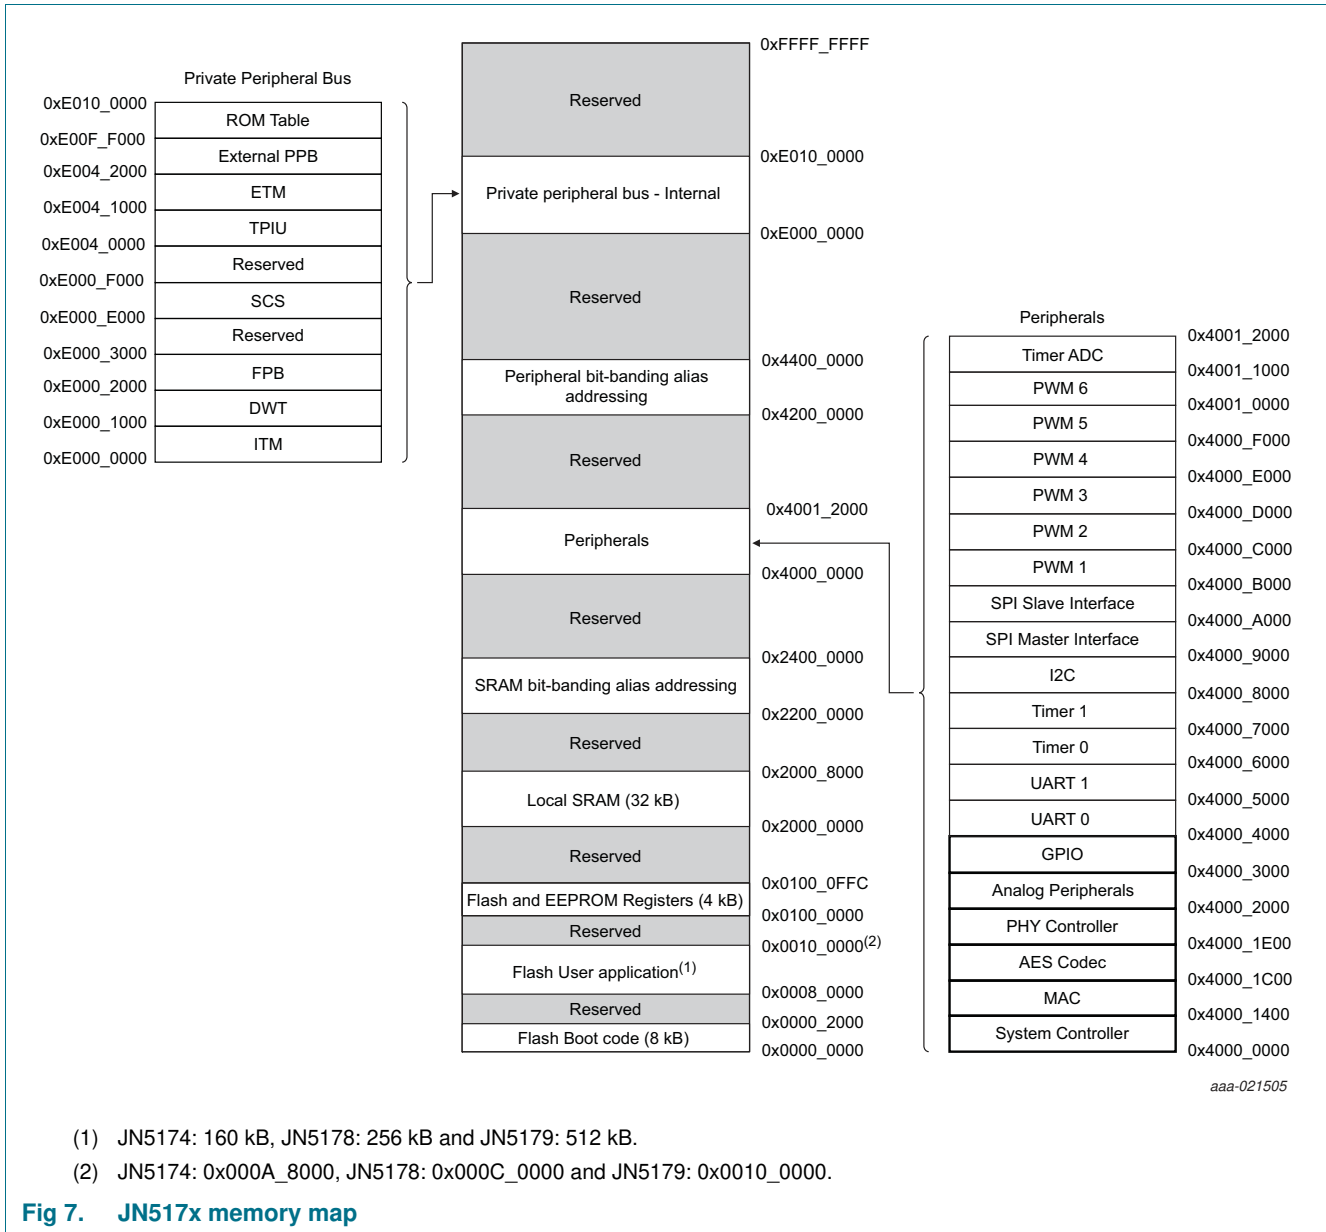 Private Peripheral Bus
0xE010_0000
ROM Table
0xE00F_F000
External PPB
0xE004_2000
ETM
0xE004_1000
TPIU
0xE004_0000
Reserved
0xE000_F000
SCS
0xE000_E000
Reserved
0xE000_3000
FPB
0xE000_2000
DWT
0xE000_1000
ITM
0xE000_0000
0xFFFF_FFFF
Reserved
0xE010_0000
Private peripheral bus - Internal
0xE000_0000
Reserved
0x4400_0000
Peripheral bit-banding alias
addressing
0x4200_0000
Reserved
0x4001_2000
Peripherals
0x4000_0000
Reserved
0x2400_0000
SRAM bit-banding alias addressing
0x2200_0000
Reserved
0x2000_8000
Local SRAM (32 kB)
0x2000_0000
Reserved
0x0100_0FFC
Flash and EEPROM Registers (4 kB)
0x0100_0000
Reserved
0x0010_0000(2)
Flash User application(1)
0x0008_0000
Reserved
0x0000_2000
Flash Boot code (8 kB)
0x0000_0000
Peripherals
0x4001_2000
Timer ADC
0x4001_1000
PWM 6
0x4001_0000
PWM 5
0x4000_F000
PWM 4
0x4000_E000
PWM 3
0x4000_D000
PWM 2
0x4000_C000
PWM 1
0x4000_B000
SPI Slave Interface
0x4000_A000
SPI Master Interface
0x4000_9000
I2C
0x4000_8000
Timer 1
0x4000_7000
Timer 0
0x4000_6000
UART 1
0x4000_5000
UART 0
0x4000_4000
GPIO
0x4000_3000
Analog Peripherals
0x4000_2000
PHY Controller
0x4000_1E00
AES Codec
0x4000_1C00
MAC
0x4000_1400
System Controller
0x4000_0000
aaa-021505
(1) JN5174: 160 kB, JN5178: 256 kB and JN5179: 512 kB.
(2) JN5174: 0x000A_8000, JN5178: 0x000C_0000 and JN5179: 0x0010_0000.
Fig 7. JN517x memory map